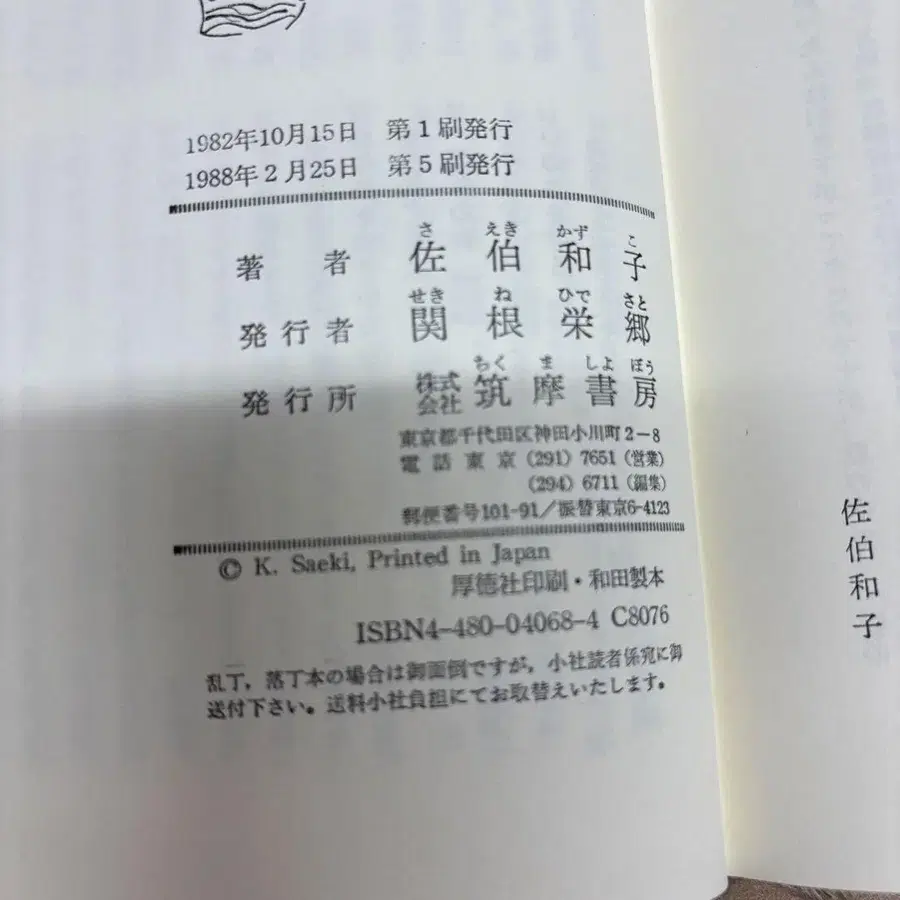 1982年10月15日 第1刷発行
1988年2月25日 第5刷発行
さ えき かず こ
著者 佐伯和子
せき ね ひで さと
発行者 関根栄郷
ちく ま しよ ぼう
発行所 株式会社 筑摩書房
東京都千代田区神田小川町2-8
電話東京 (291) 7651 (営業)
(294) 6711 (編集)
郵便番号101-91/振替東京6-4123
© K. Saeki, Printed in Japan
厚徳社印刷・和田製本
ISBN4-480-04068-4 C8076
乱丁,落丁本の場合は御面倒ですが,小社読者係宛に御
送付下さい。送料小社負担にてお取替えいたします。
佐伯和子